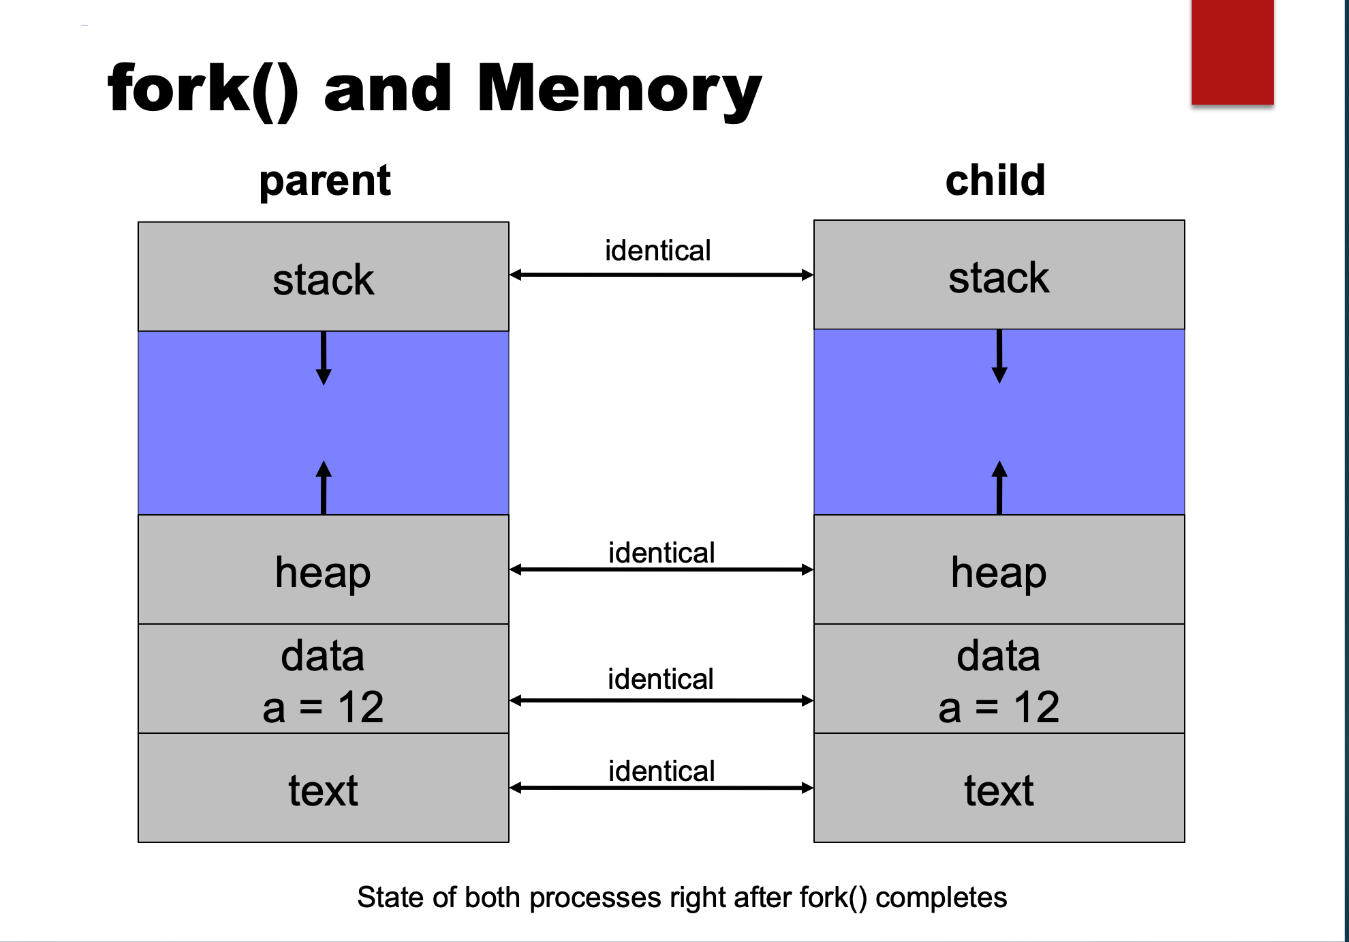 fork() and Memory
parent
child
stack
identical
stack
heap
identical
heap
data
a = 12
identical
data
a = 12
text
identical
text
State of both processes right after fork() completes